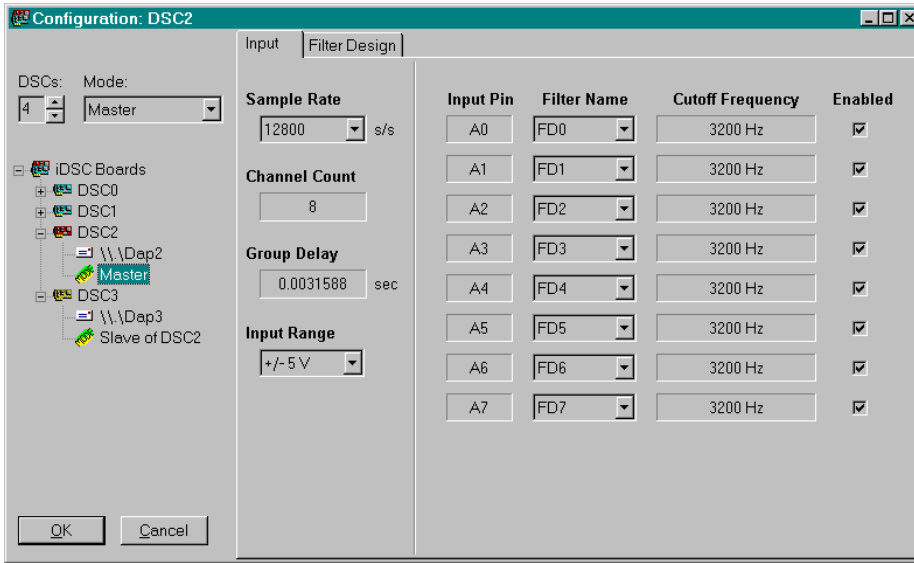 Configuration: DSC2
Input Filter Design
DSCs: Mode:
4 Master
iDSC Boards
DSC0
DSC1
DSC2
\\.\Dap2
Master
DSC3
\\.\Dap3
Slave of DSC2
OK Cancel
Sample Rate
12800 s/s
Channel Count
8
Group Delay
0.0031588 sec
Input Range
+/- 5 V
Input Pin Filter Name Cutoff Frequency Enabled
A0 FD0 3200 Hz
A1 FD1 3200 Hz
A2 FD2 3200 Hz
A3 FD3 3200 Hz
A4 FD4 3200 Hz
A5 FD5 3200 Hz
A6 FD6 3200 Hz
A7 FD7 3200 Hz